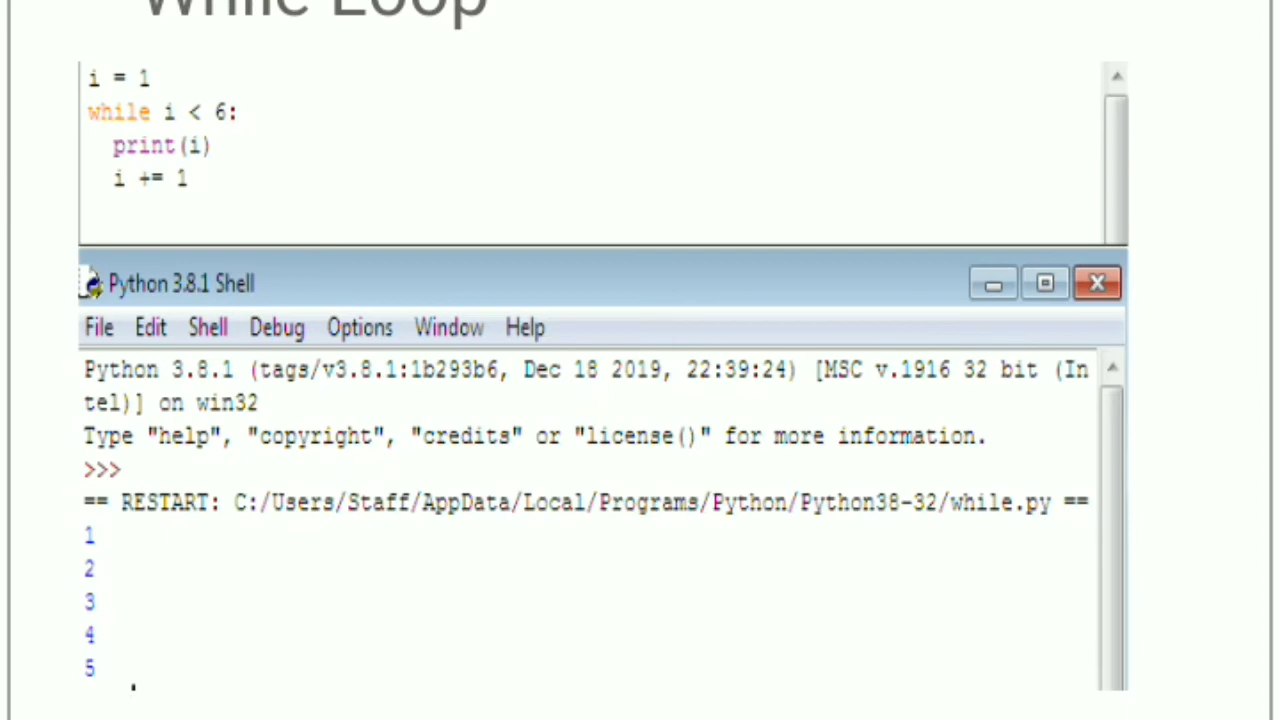 While Loop
i = 1
while i < 6:
  print(i)
  i += 1
Python 3.8.1 Shell
File Edit Shell Debug Options Window Help
Python 3.8.1 (tags/v3.8.1:1b293b6, Dec 18 2019, 22:39:24) [MSC v.1916 32 bit (In
tel)] on win32
Type "help", "copyright", "credits" or "license()" for more information.
>>>
== RESTART: C:/Users/Staff/AppData/Local/Programs/Python/Python38-32/while.py ==
1
2
3
4
5